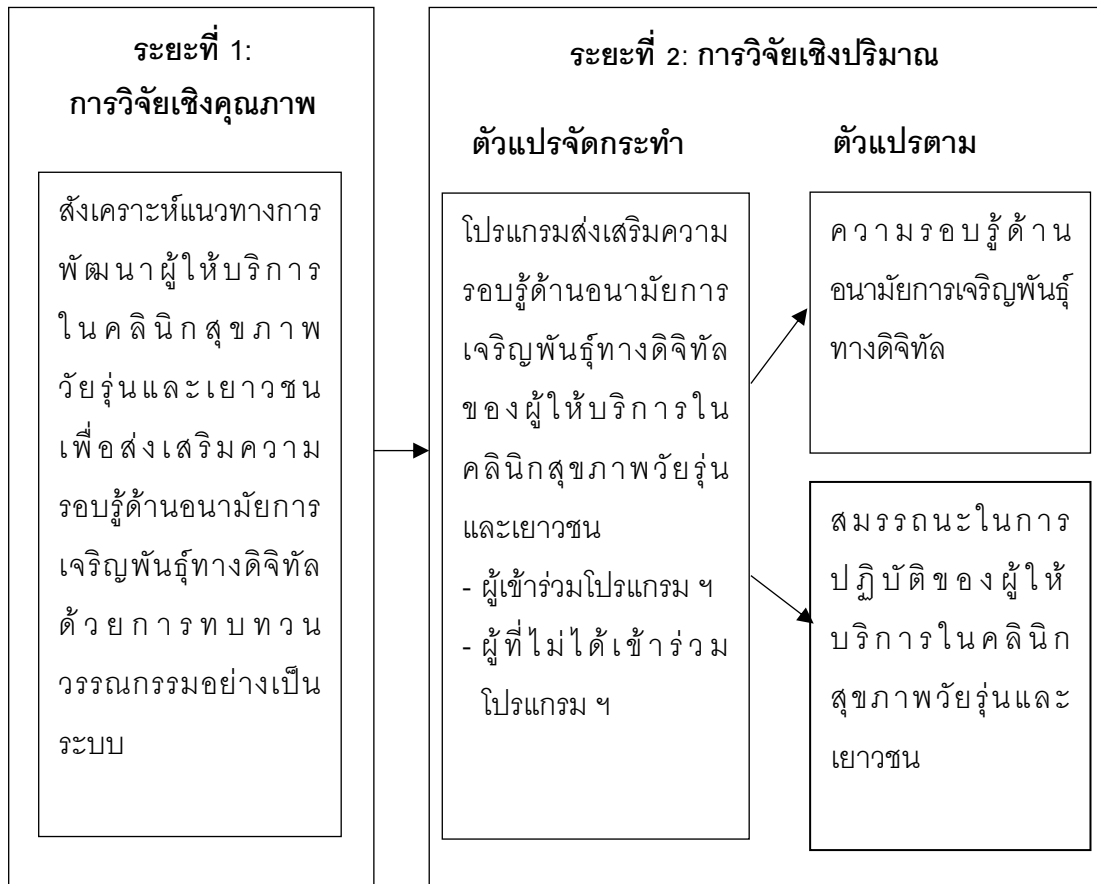 ระยะที่ 1:
การวิจัยเชิงคุณภาพ
สังเคราะห์แนวทางการ
พัฒนาผู้ให้บริการ
ในคลินิกสุขภาพ
วัยรุ่นและเยาวชน
เพื่อส่งเสริมความ
รอบรู้ด้านอนามัยการ
เจริญพันธุ์ทางดิจิทัล
ด้วยการทบทวน
วรรณกรรมอย่างเป็น
ระบบ
ระยะที่ 2: การวิจัยเชิงปริมาณ
ตัวแปรจัดกระทำ
โปรแกรมส่งเสริมความ
รอบรู้ด้านอนามัยการ
เจริญพันธุ์ทางดิจิทัล
ของผู้ให้บริการใน
คลินิกสุขภาพวัยรุ่น
และเยาวชน
- ผู้เข้าร่วมโปรแกรม ฯ
- ผู้ที่ไม่ได้เข้าร่วม
โปรแกรม ฯ
ตัวแปรตาม
ความรอบรู้ด้าน
อนามัยการเจริญพันธุ์
ทางดิจิทัล
สมรรถนะในการ
ปฏิบัติของผู้ให้
บริการในคลินิก
สุขภาพวัยรุ่นและ
เยาวชน